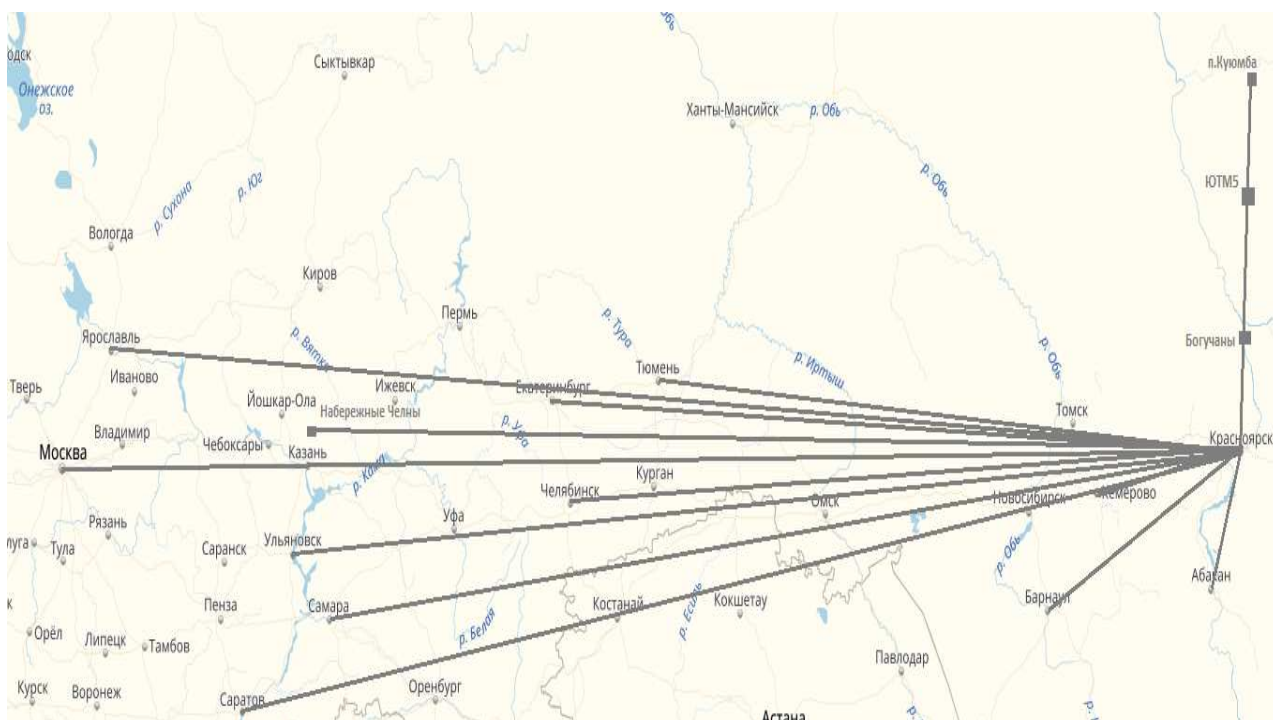 одск
Онежское
оз.
Сыктывкар
Обь
п.Куюмба
Ханты-Мансийск
р. Обь
р. Обь
ЮТМ5
р. Сухона
р. Юг
Вологда
Киров
Пермь
р. Тура
Богучаны
Ярославль
р. Вятка
р. Иртыш
р. Обь
Тюмень
Тверь
Иваново
Ижевск
Екатеринбург
Йошкар-Ола
Набережные Челны
Томск
Владимир
Чебоксары
р. Уфа
Красноярск
Москва
Казань
р. Кама
Курган
Челябинск
Омск
Новосибирск
Кемерово
Рязань
Уфа
луга
Тула
Саранск
Ульяновск
р. Обь
Абакан
к
Пенза
Самара
Костанай
р. Есиль
Кокшетау
Барнаул
Орёл
Липецк
Тамбов
р. Белая
Павлодар
Курск
Воронеж
Саратов
Оренбург
Астана